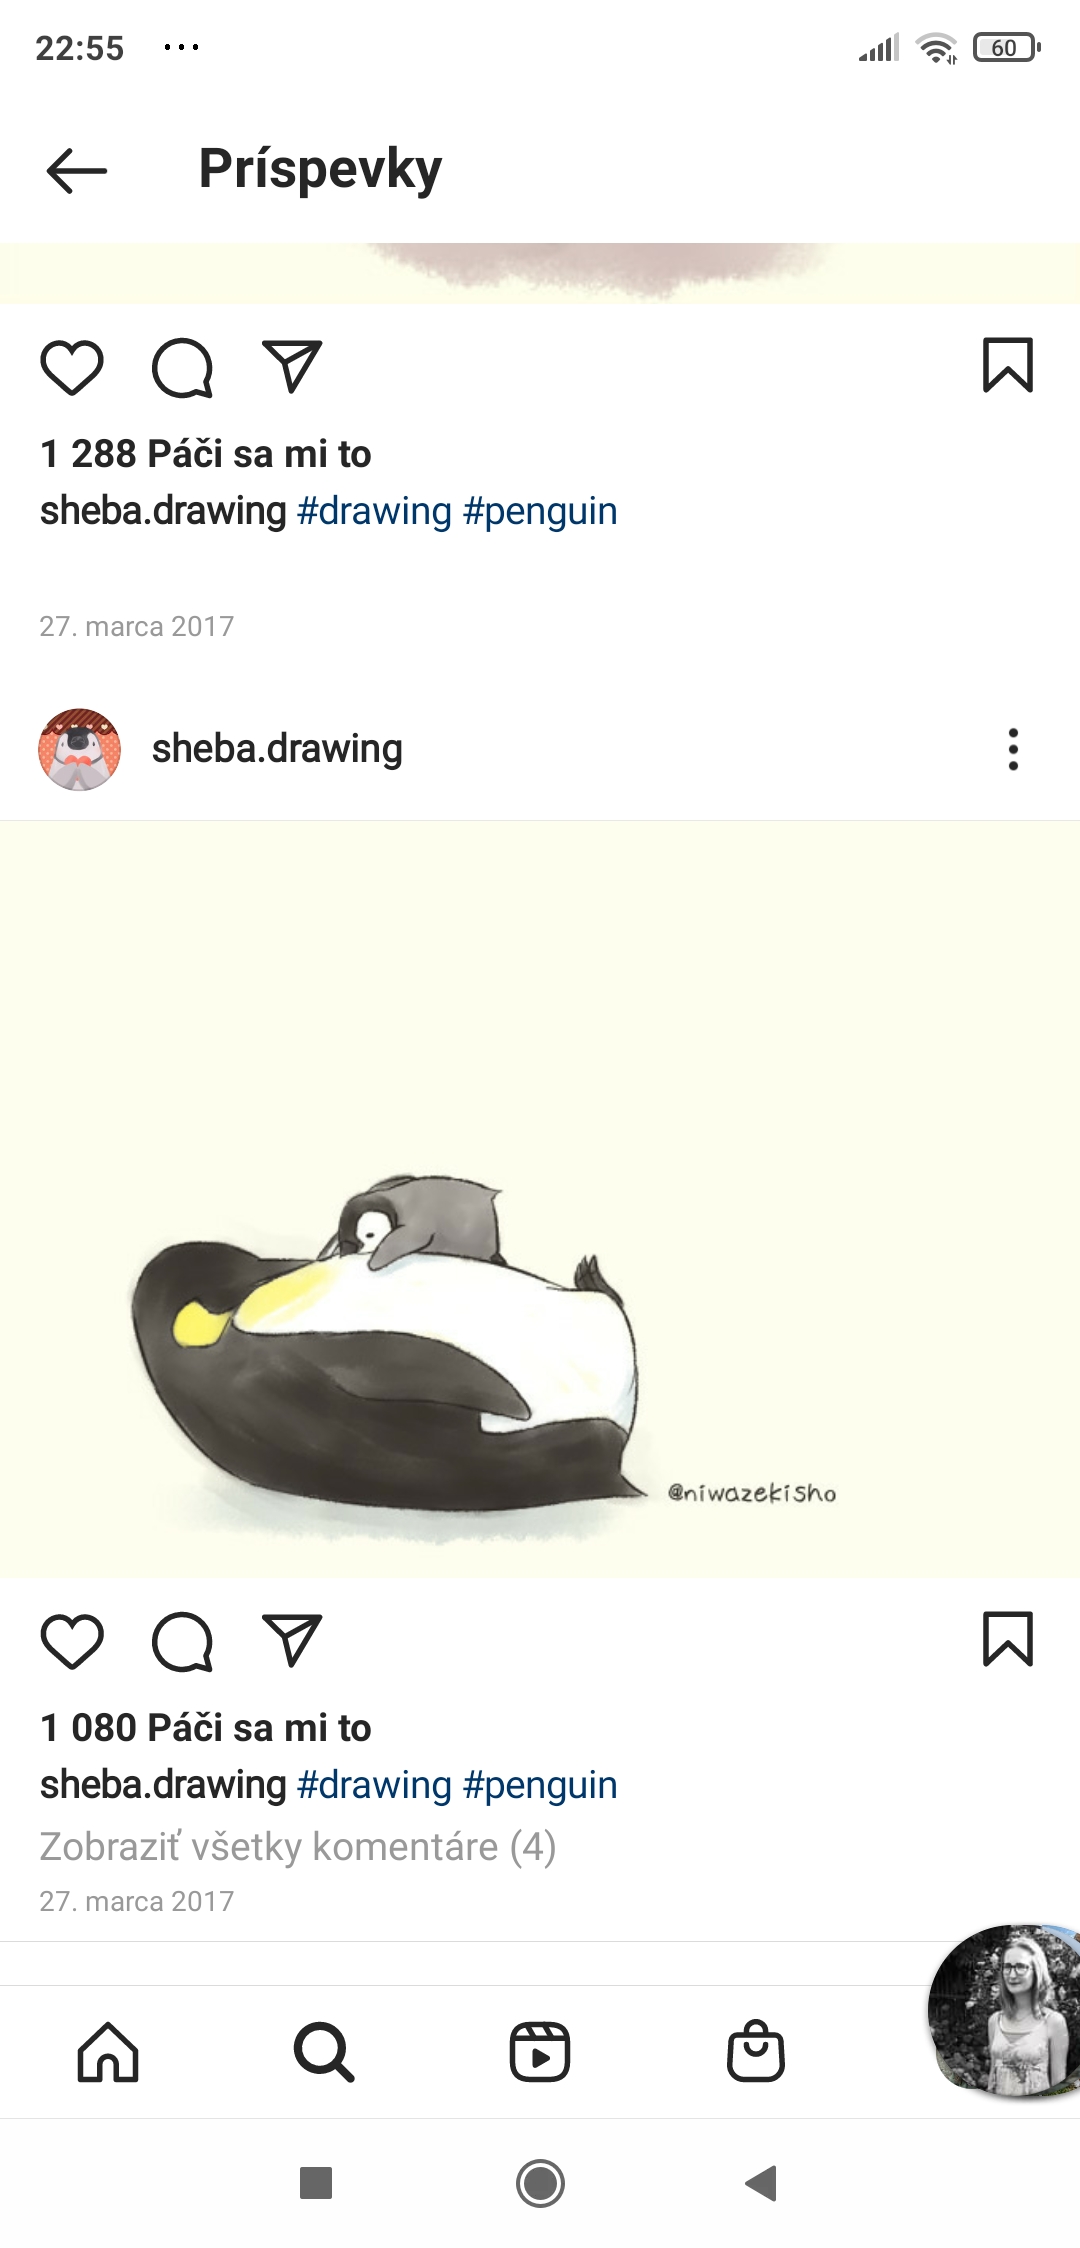 22:55 ... 60
Príspevky
1 288 Páči sa mi to
sheba.drawing #drawing #penguin
27. marca 2017
sheba.drawing
@niwazekisho
1 080 Páči sa mi to
sheba.drawing #drawing #penguin
Zobraziť všetky komentáre (4)
27. marca 2017